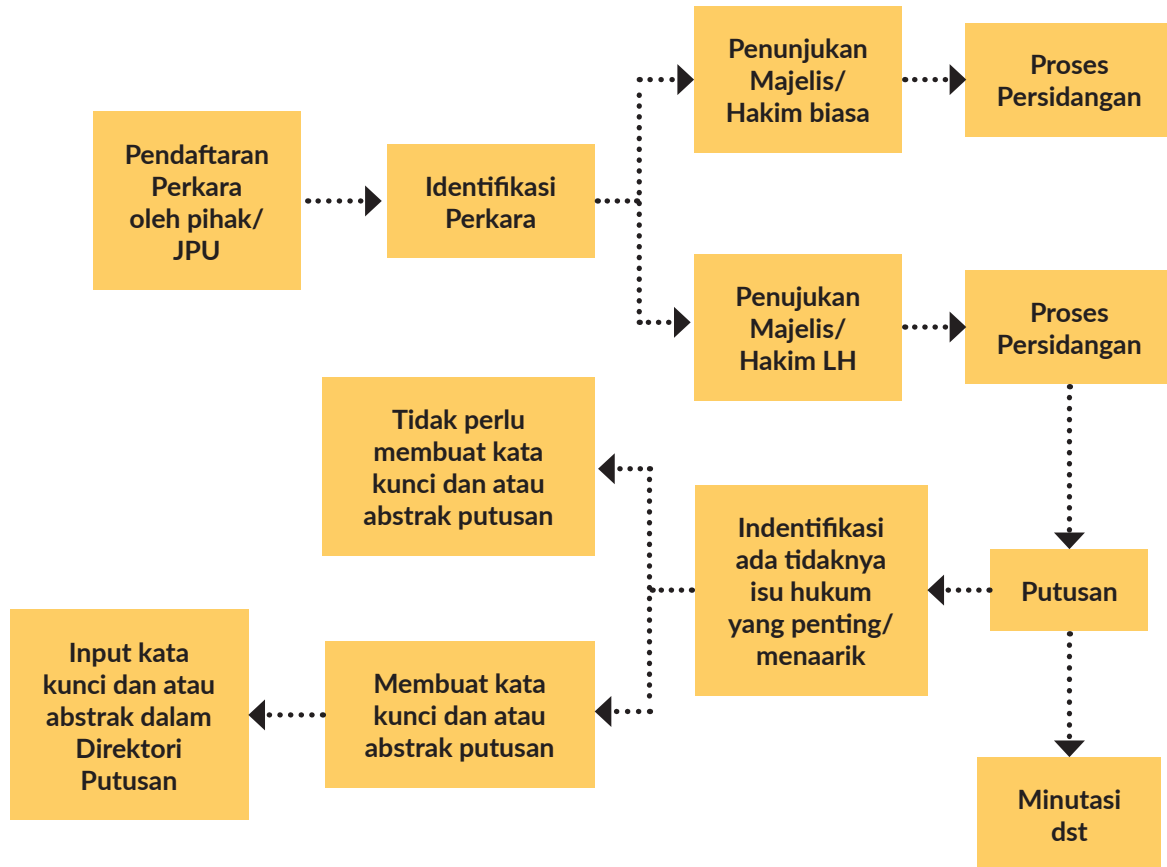 Pendaftaran
Perkara
oleh pihak/
JPU
Identifikasi
Perkara
Penunjukan
Majelis/
Hakim biasa
Proses
Persidangan
Penujukan
Majelis/
Hakim LH
Proses
Persidangan
Putusan
Minutasi
dst
Indentifikasi
ada tidaknya
isu hukum
yang penting/
menaarik
Tidak perlu
membuat kata
kunci dan atau
abstrak putusan
Membuat kata
kunci dan atau
abstrak putusan
Input kata
kunci dan atau
abstrak dalam
Direktori
Putusan